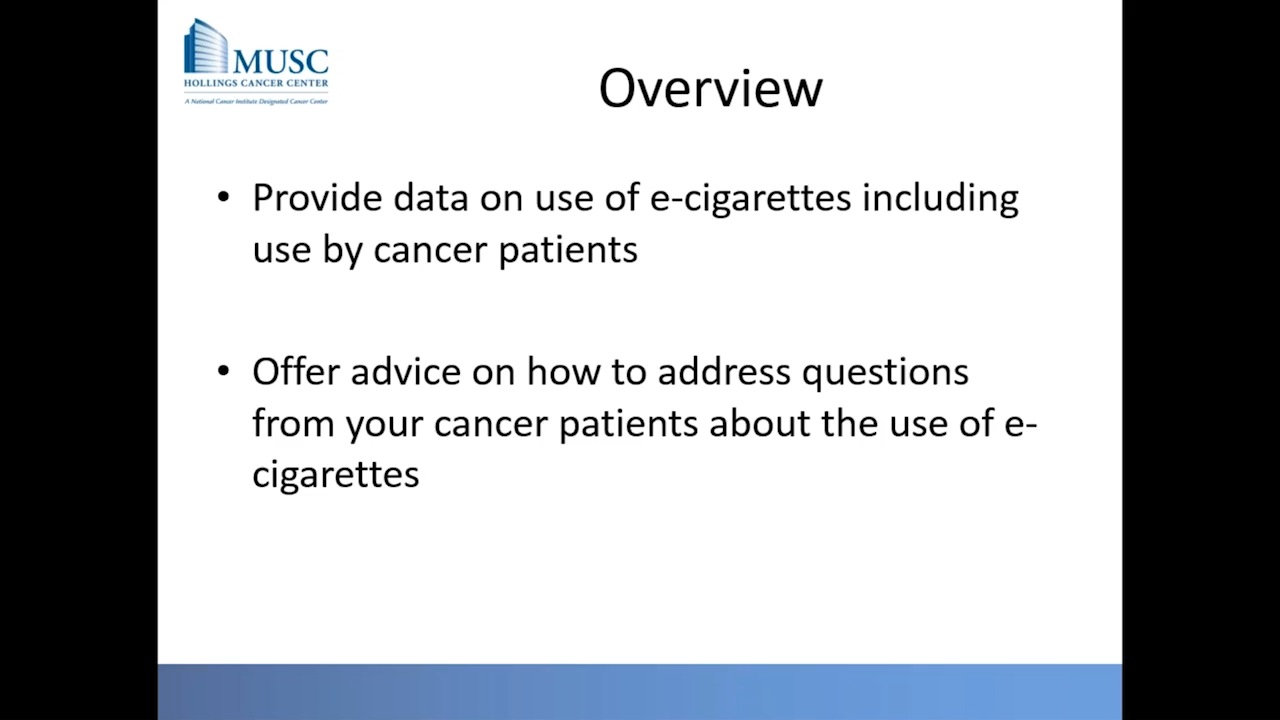 MUSC
HOLLINGS CANCER CENTER
A National Cancer Institute Designated Cancer Center
Overview
• Provide data on use of e-cigarettes including
use by cancer patients
• Offer advice on how to address questions
from your cancer patients about the use of e-
cigarettes